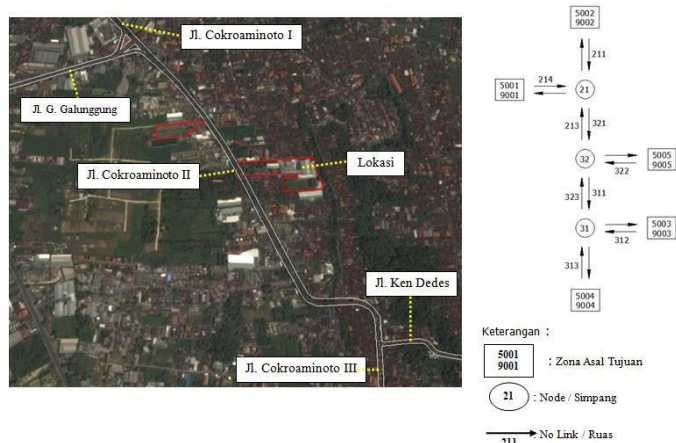 Jl. Cokroaminoto I
Jl. G. Galunggung
Jl. Cokroaminoto II
Lokasi
Jl. Ken Dedes
Jl. Cokroaminoto III
5002
9002
211
5001
9001
214
21
213
321
32
5005
9005
322
323
311
31
5003
9003
312
313
5004
9004
Keterangan :
5001
9001
: Zona Asal Tujuan
21
: Node / Simpang
: No Link / Ruas
211